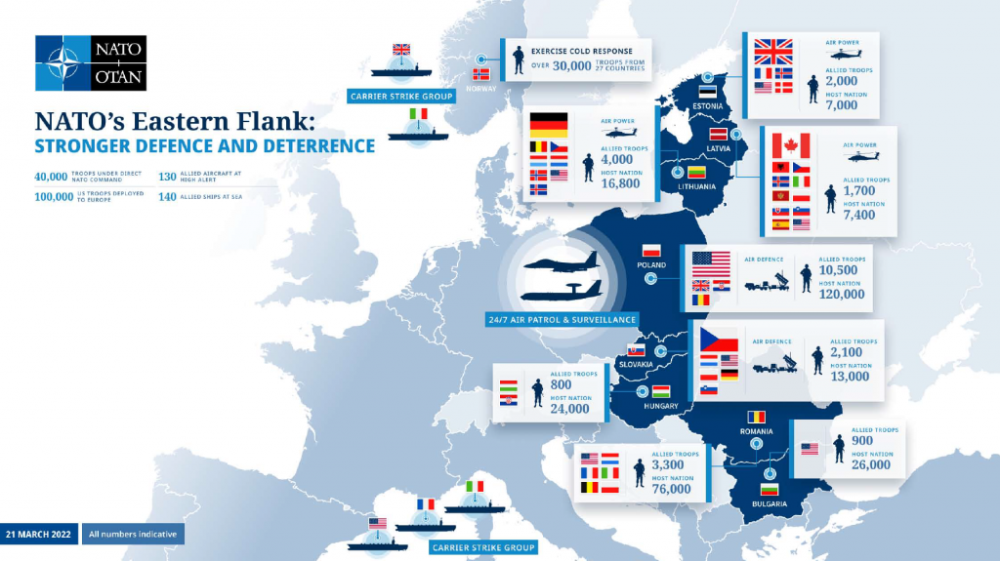 NATO
OTAN
NATO's Eastern Flank:
STRONGER DEFENCE AND DETERRENCE
40,000 TROOPS UNDER DIRECT
NATO COMMAND
130 ALLIED AIRCRAFT AT
HIGH ALERT
100,000 US TROOPS DEPLOYED
TO EUROPE
140 ALLIED SHIPS AT SEA
CARRIER STRIKE GROUP
NORWAY
EXERCISE COLD RESPONSE
OVER 30,000 TROOPS FROM
27 COUNTRIES
ESTONIA
AIR POWER
ALLIED TROOPS
2,000
HOST NATION
7,000
LATVIA
AIR POWER
ALLIED TROOPS
1,700
HOST NATION
7,400
LITHUANIA
AIR POWER
ALLIED TROOPS
4,000
HOST NATION
16,800
POLAND
AIR DEFENCE
ALLIED TROOPS
10,500
HOST NATION
120,000
24/7 AIR PATROL & SURVEILLANCE
SLOVAKIA
AIR DEFENCE
ALLIED TROOPS
2,100
HOST NATION
13,000
HUNGARY
ALLIED TROOPS
800
HOST NATION
24,000
ROMANIA
ALLIED TROOPS
3,300
HOST NATION
76,000
BULGARIA
ALLIED TROOPS
900
HOST NATION
26,000
CARRIER STRIKE GROUP
21 MARCH 2022
All numbers indicative